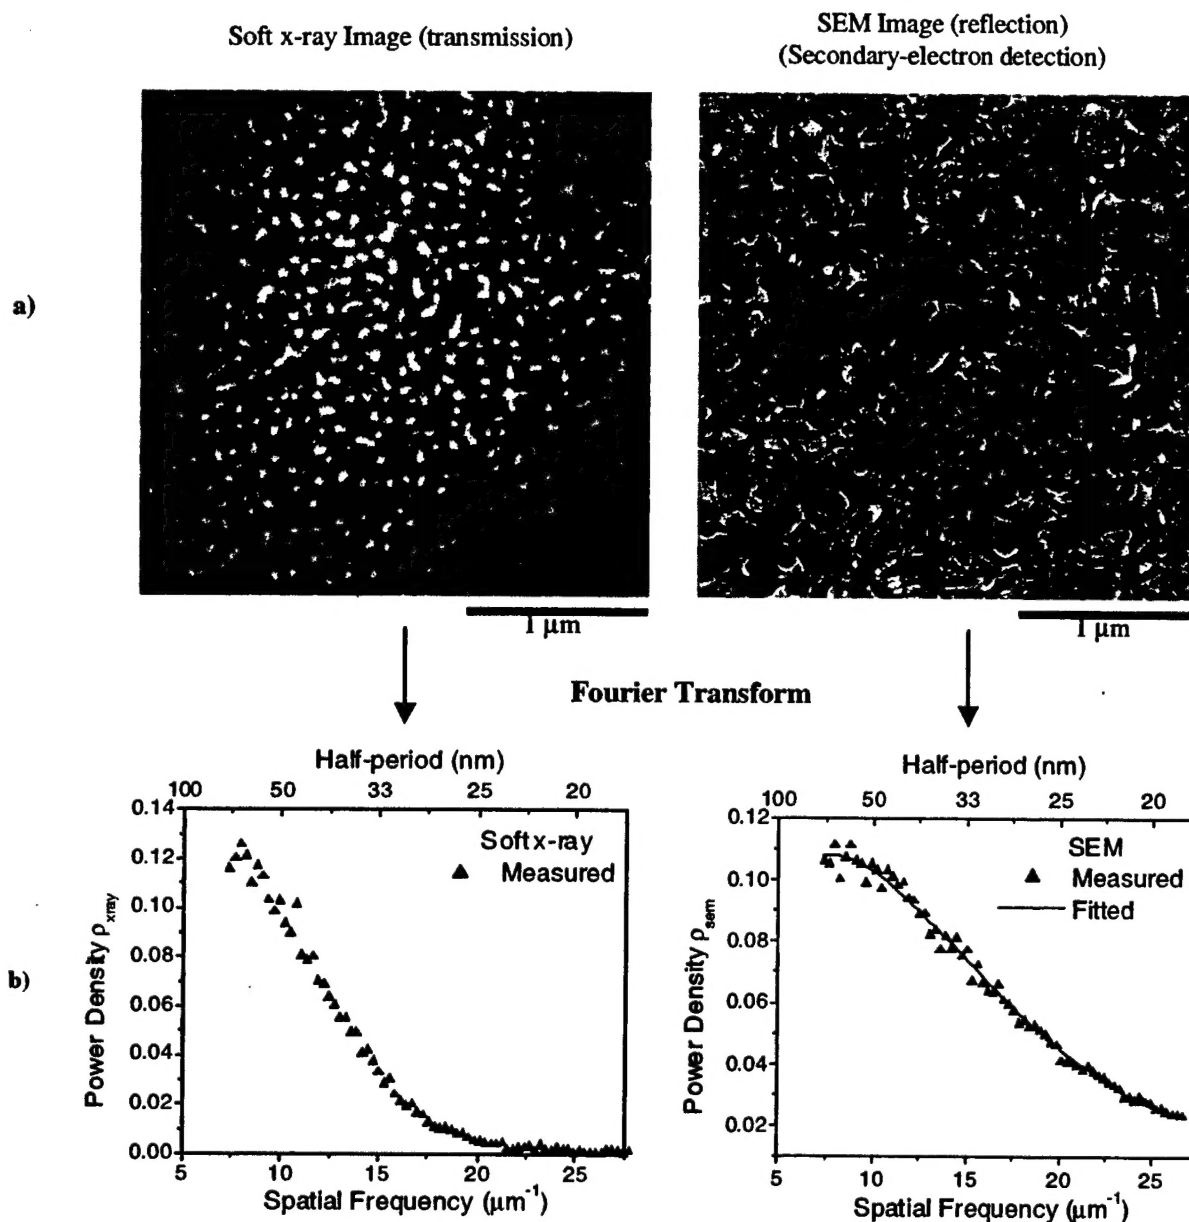 Soft x-ray Image (transmission)
SEM Image (reflection)
(Secondary-electron detection)
a)
1 μm
1 μm
Fourier Transform
b)
Half-period (nm)
100 50 33 25 20
0.14
0.12
0.10
0.08
0.06
0.04
0.02
0.00
Power Density ρxray
Soft x-ray
Measured
5 10 15 20 25
Spatial Frequency (μm⁻¹)
Half-period (nm)
100 50 33 25 20
0.12
0.10
0.08
0.06
0.04
0.02
Power Density ρsem
SEM
Measured
Fitted
5 10 15 20 25
Spatial Frequency (μm⁻¹)